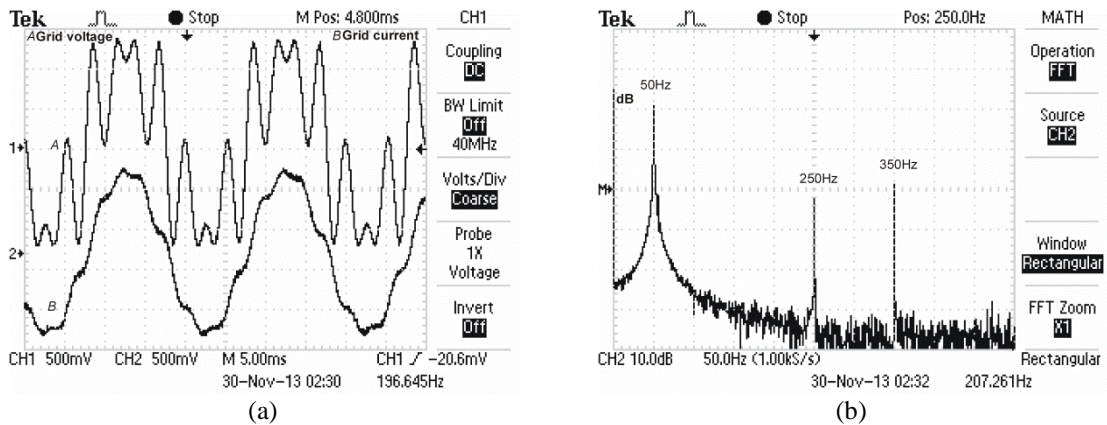 Tek Stop M Pos: 4.800ms CH1
A Grid voltage B Grid current
Coupling
DC
BW Limit
Off
40MHz
1 A
Volts/Div
Coarse
Probe
1X
Voltage
2
B
Invert
Off
CH1 500mV CH2 500mV M 5.00ms CH1 -20.6mV
30-Nov-13 02:30 196.645Hz
(a)
Tek Stop Pos: 250.0Hz MATH
Operation
FFT
dB 50Hz
Source
CH2
350Hz
250Hz
M
Window
Rectangular
FFT Zoom
X1
CH2 10.0dB 50.0Hz (1.00kS/s) Rectangular
30-Nov-13 02:32 207.261Hz
(b)